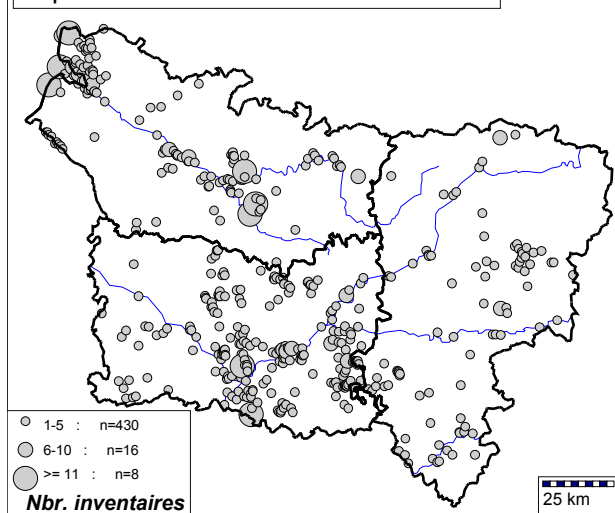 1-5 : n=430
6-10 : n=16
>= 11 : n=8
Nbr. inventaires
25 km